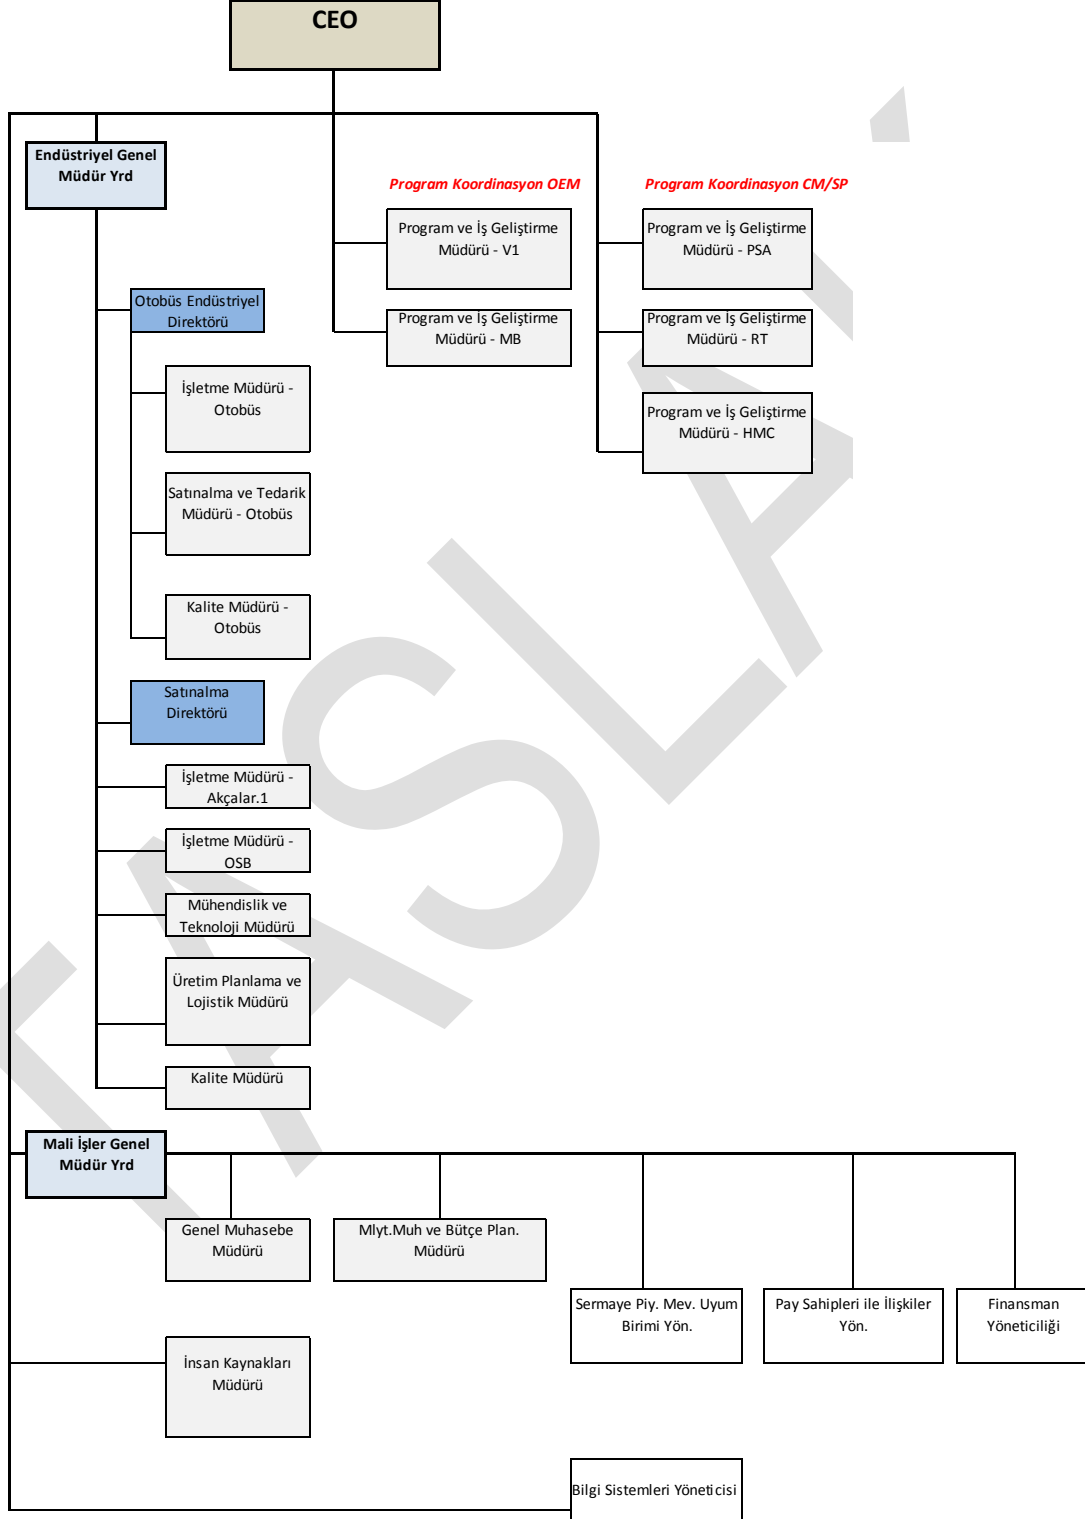 CEO
Endüstriyel Genel
Müdür Yrd
Program Koordinasyon OEM
Program Koordinasyon CM/SP
Program ve İş Geliştirme
Müdürü - V1
Program ve İş Geliştirme
Müdürü - PSA
Otobüs Endüstriyel
Direktörü
Program ve İş Geliştirme
Müdürü - MB
Program ve İş Geliştirme
Müdürü - RT
İşletme Müdürü -
Otobüs
Program ve İş Geliştirme
Müdürü - HMC
Satınalma ve Tedarik
Müdürü - Otobüs
Kalite Müdürü -
Otobüs
Satınalma
Direktörü
İşletme Müdürü -
Akçalar.1
İşletme Müdürü -
OSB
Mühendislik ve
Teknoloji Müdürü
Üretim Planlama ve
Lojistik Müdürü
Kalite Müdürü
Mali İşler Genel
Müdür Yrd
Genel Muhasebe
Müdürü
Mlyt.Muh ve Bütçe Plan.
Müdürü
Sermaye Piy. Mev. Uyum
Birimi Yön.
Pay Sahipleri ile İlişkiler
Yön.
Finansman
Yöneticiliği
İnsan Kaynakları
Müdürü
Bilgi Sistemleri Yöneticisi
TASLA